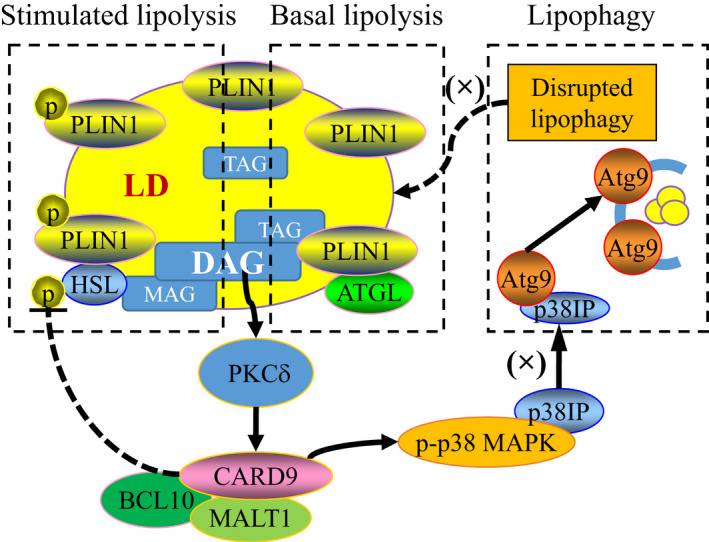 Stimulated lipolysis
Basal lipolysis
Lipophagy
PLIN1
(×)
Disrupted
lipophagy
p
PLIN1
PLIN1
TAG
LD
Atg9
p
TAG
PLIN1
PLIN1
Atg9
DAG
HSL
Atg9
p
MAG
ATGL
p38IP
PKCδ
(×)
p38IP
p-p38 MAPK
CARD9
BCL10
MALT1